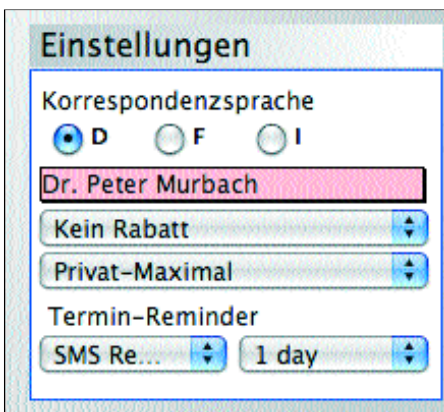 Einstellungen
Korrespondenzsprache
D F I
Dr. Peter Murbach
Kein Rabatt
Privat-Maximal
Termin-Reminder
SMS Re... 1 day